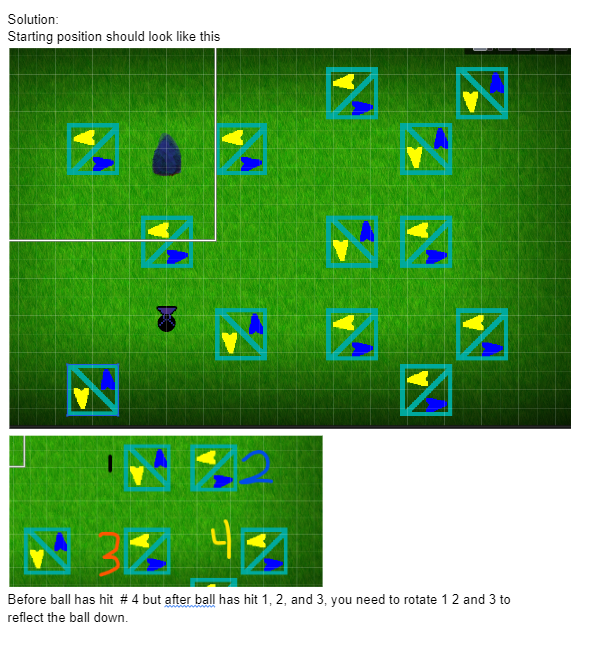 Solution:
Starting position should look like this
1 2
3 4
Before ball has hit  # 4 but after ball has hit 1, 2, and 3, you need to rotate 1 2 and 3 to
reflect the ball down.